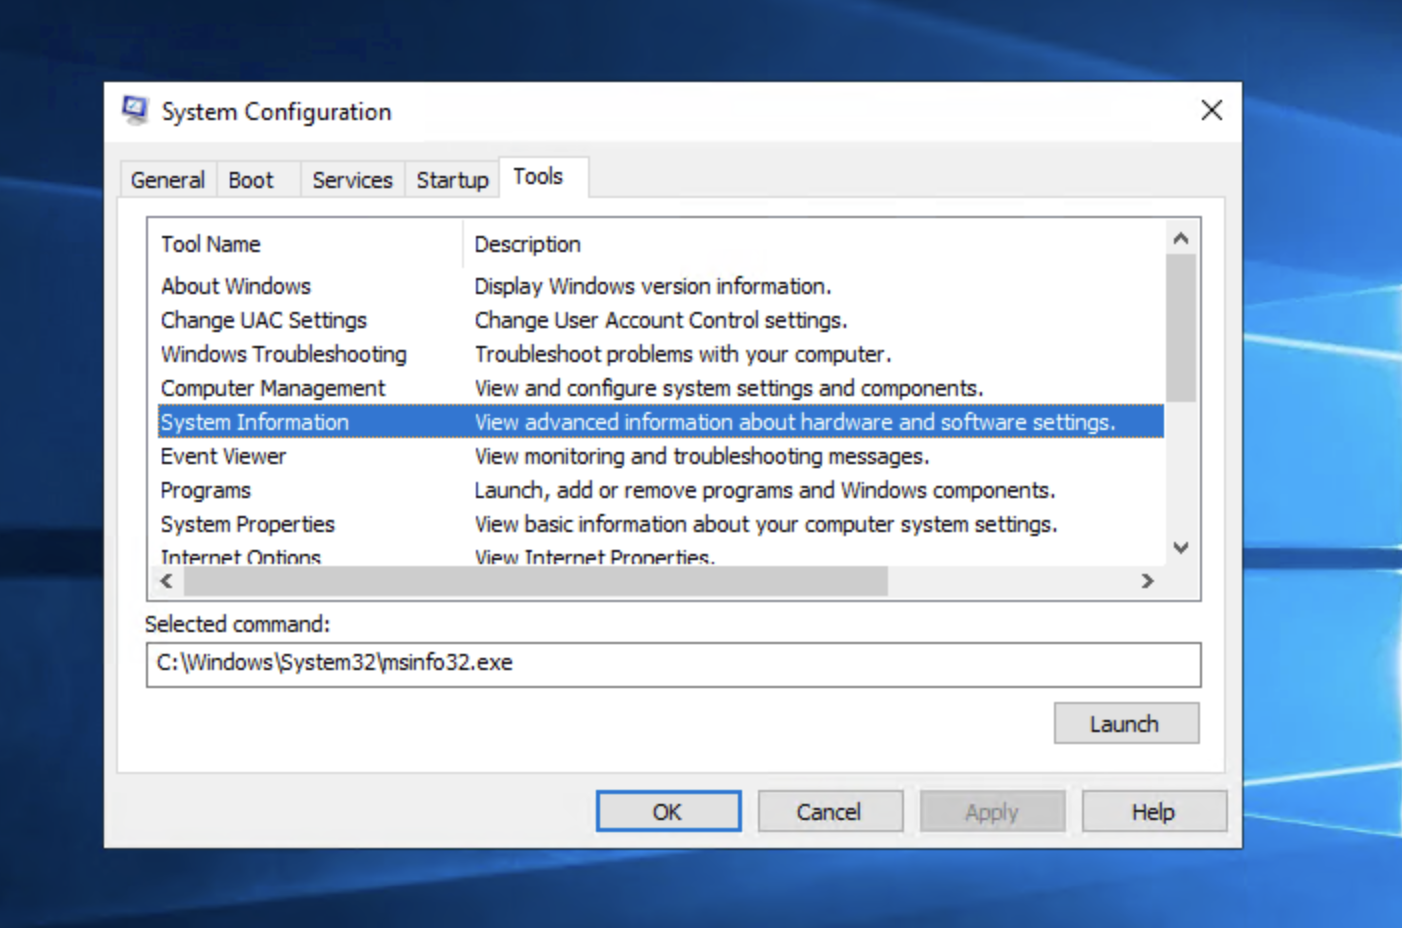 System Configuration
General Boot Services Startup Tools
Tool Name Description
About Windows Display Windows version information.
Change UAC Settings Change User Account Control settings.
Windows Troubleshooting Troubleshoot problems with your computer.
Computer Management View and configure system settings and components.
System Information View advanced information about hardware and software settings.
Event Viewer View monitoring and troubleshooting messages.
Programs Launch, add or remove programs and Windows components.
System Properties View basic information about your computer system settings.
Internet Options View Internet Properties.
Selected command:
C:\Windows\System32\msinfo32.exe
Launch
OK Cancel Apply Help